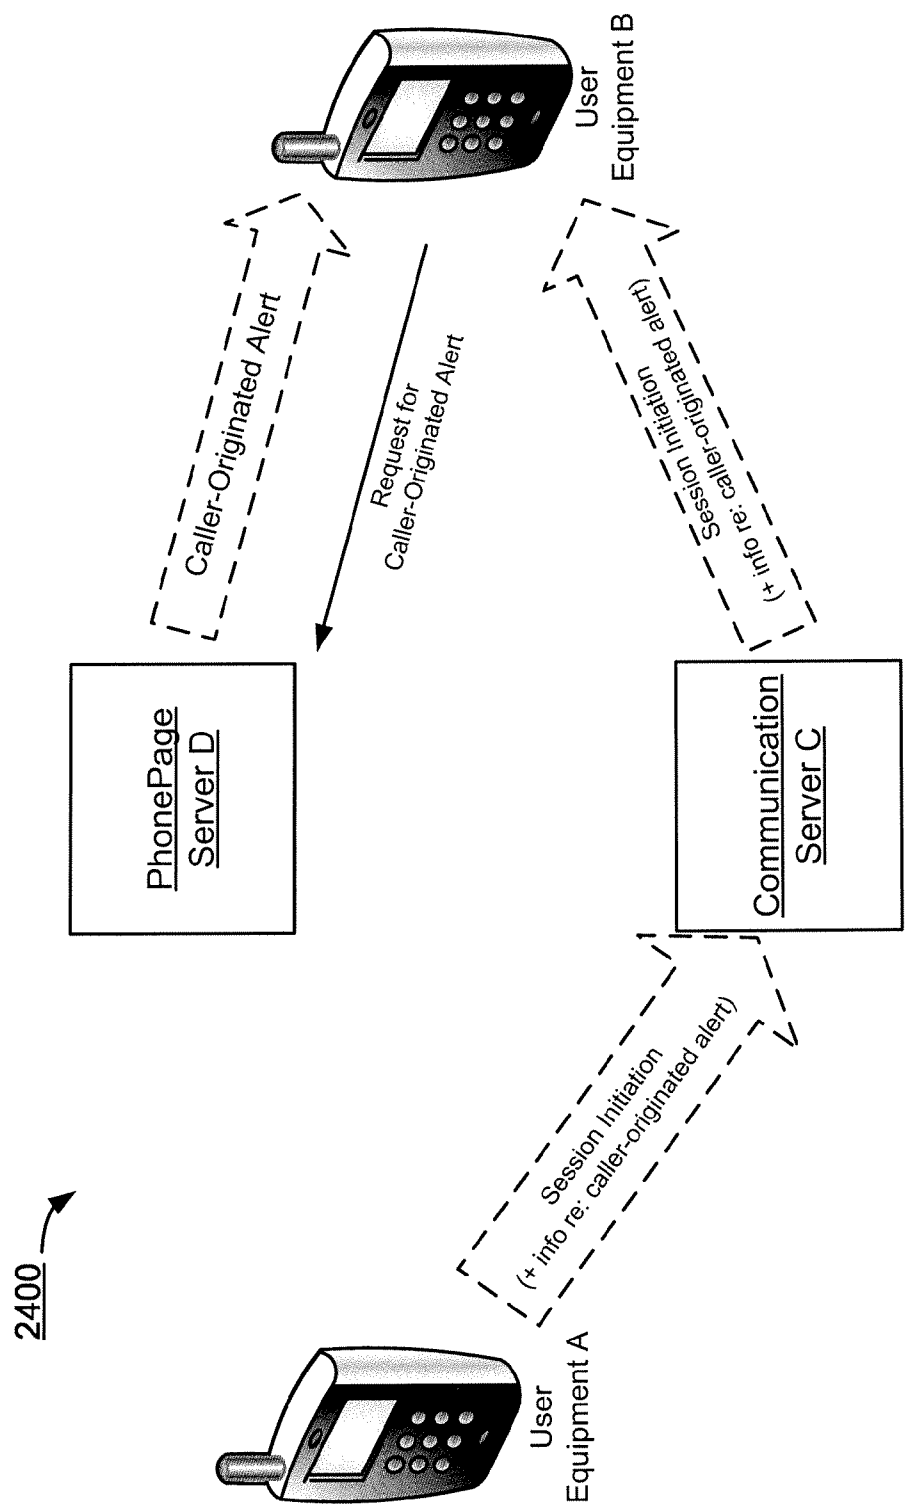 2400
PhonePage
Server D
Caller-Originated Alert
Request for
Caller-Originated Alert
User
Equipment B
User
Equipment A
Session Initiation
(+ info re: caller-originated alert)
Communication
Server C
Session Initiation
(+ info re: caller-originated alert)